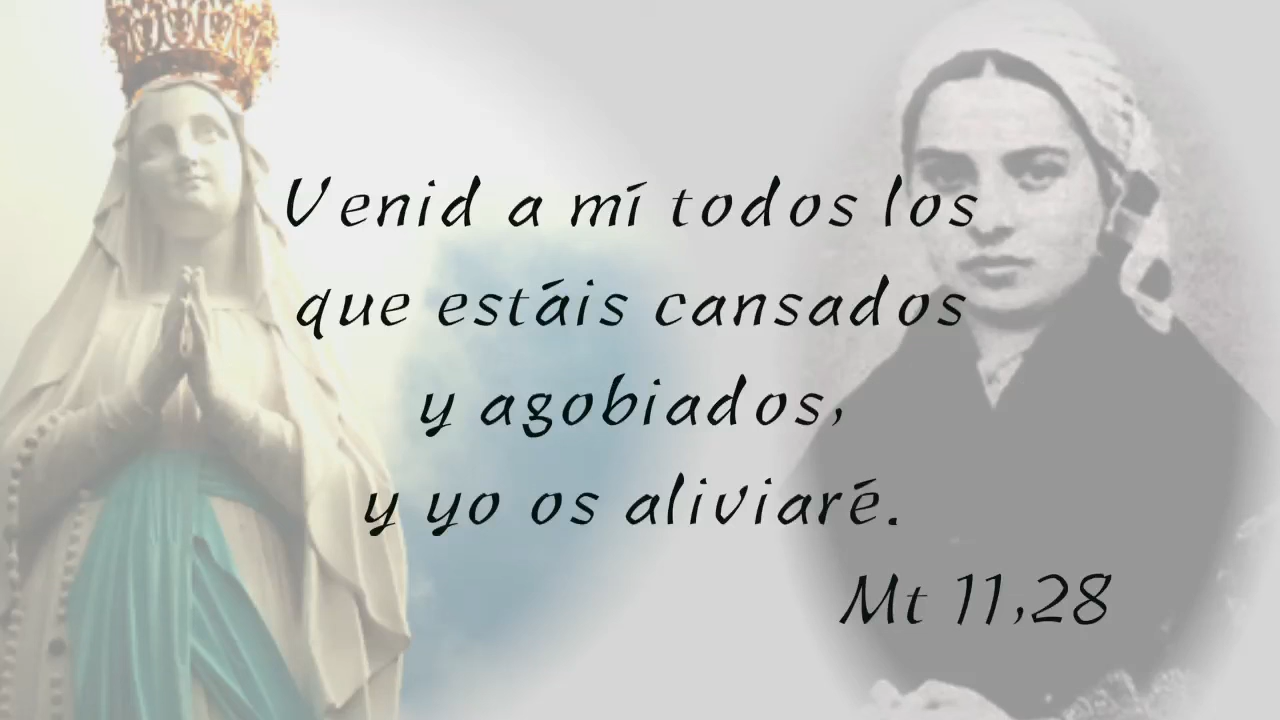 Venid a mí todos los
que estáis cansados
y agobiados,
y yo os aliviaré.
Mt 11,28